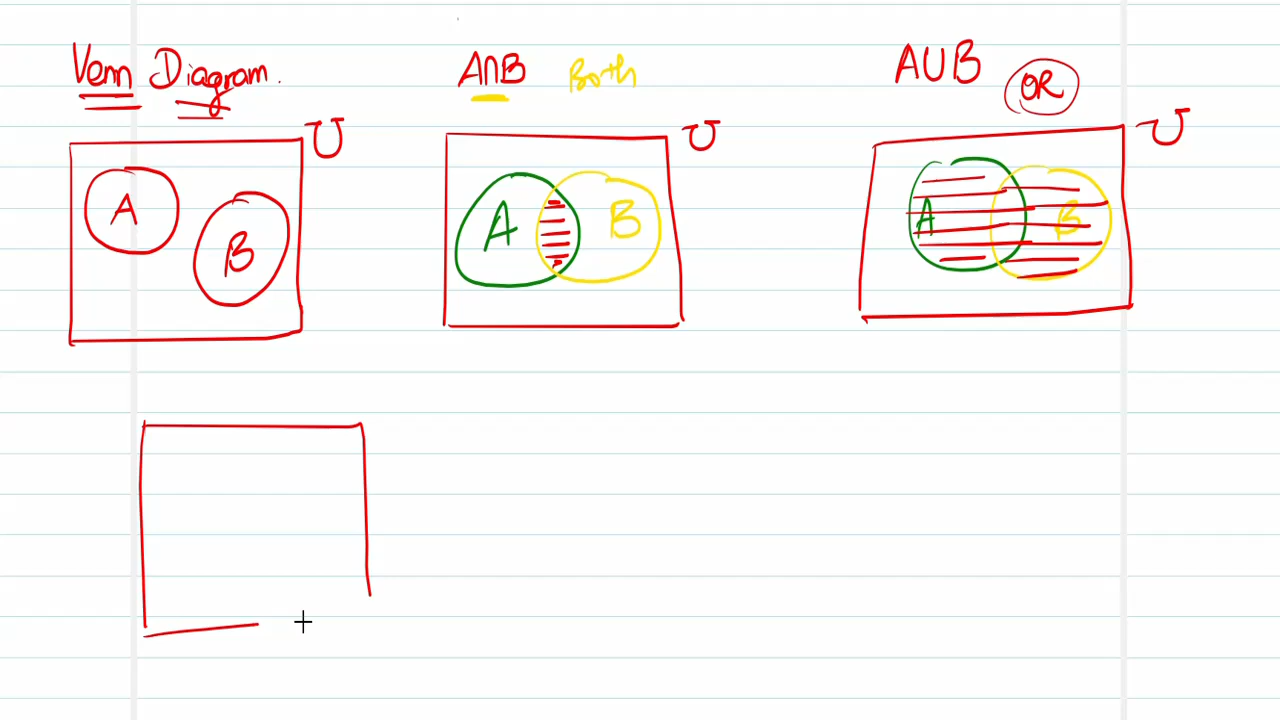 Venn Diagram.
A∩B Both
A∪B OR
U
A
B
U
A B
U
A B